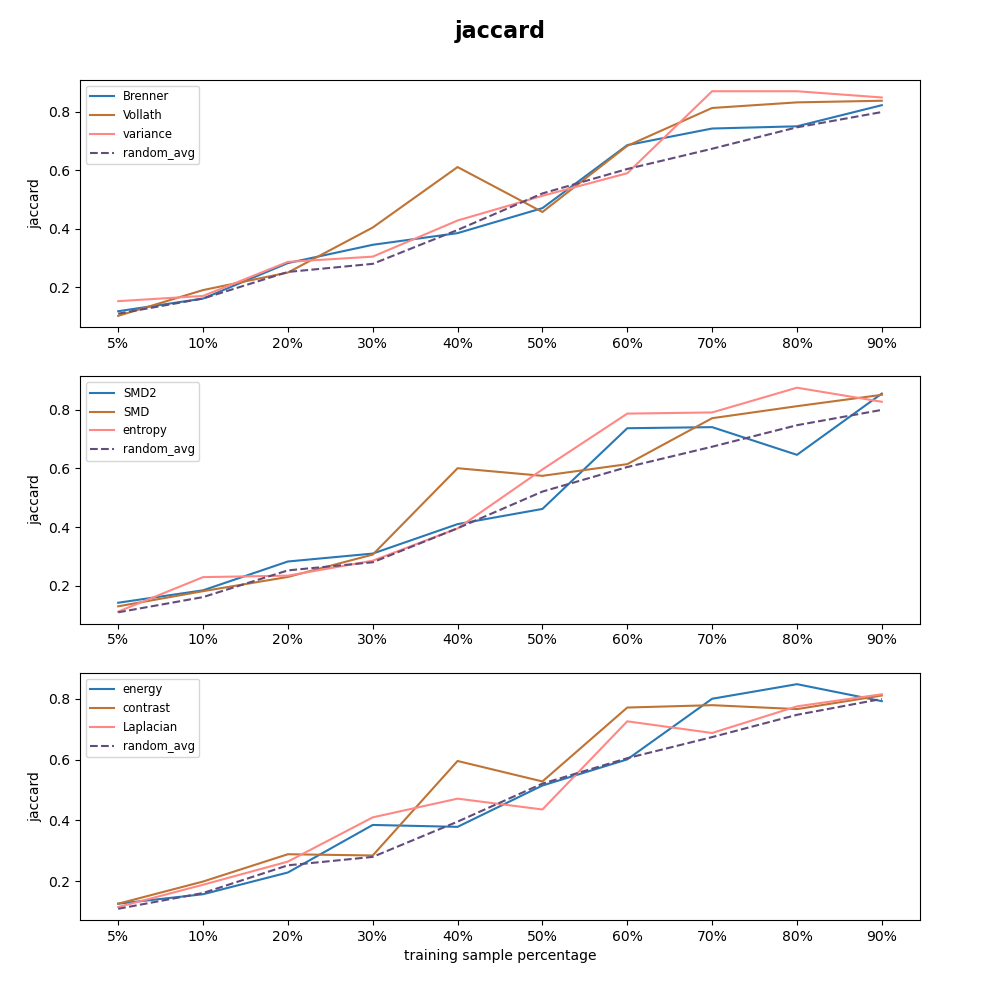 jaccard
Brenner
Vollath
variance
random_avg
jaccard
0.8
0.6
0.4
0.2
5% 10% 20% 30% 40% 50% 60% 70% 80% 90%
SMD2
SMD
entropy
random_avg
jaccard
0.8
0.6
0.4
0.2
5% 10% 20% 30% 40% 50% 60% 70% 80% 90%
energy
contrast
Laplacian
random_avg
jaccard
0.8
0.6
0.4
0.2
5% 10% 20% 30% 40% 50% 60% 70% 80% 90%
training sample percentage